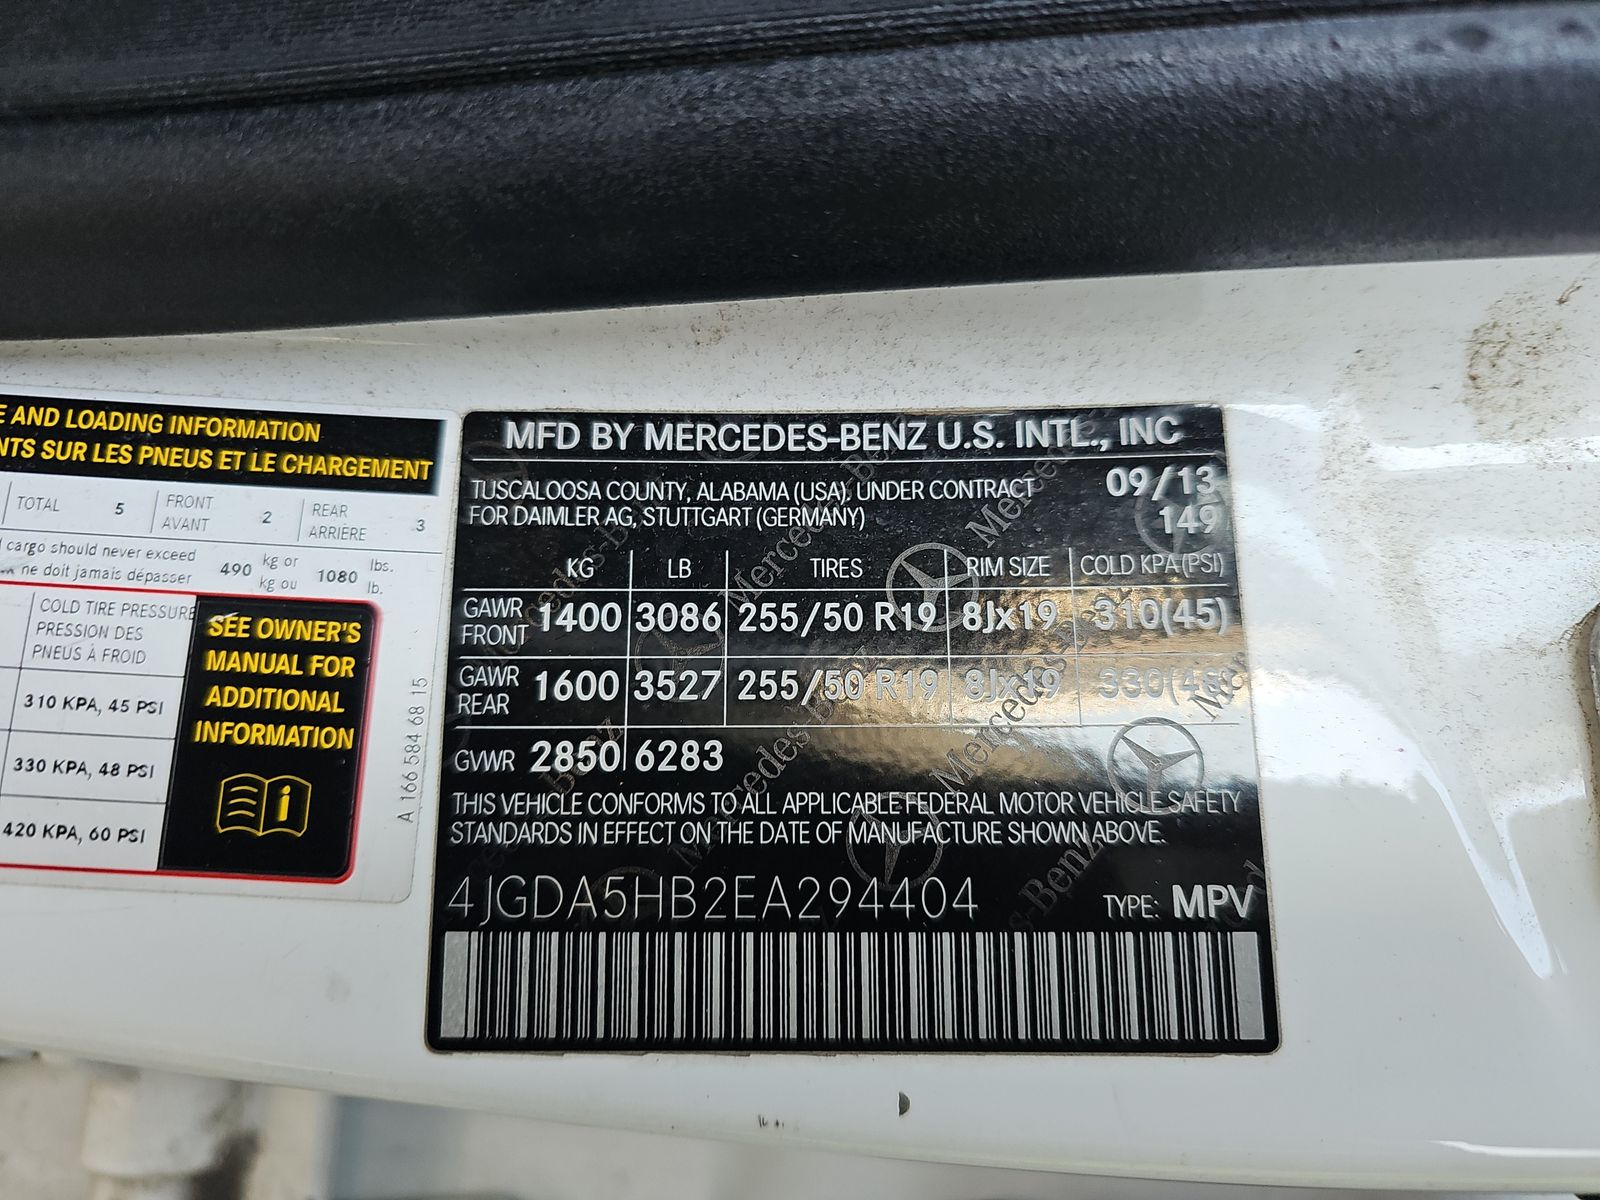 E AND LOADING INFORMATION
NTS SUR LES PNEUS ET LE CHARGEMENT
TOTAL 5 FRONT AVANT 2 REAR ARRIÈRE 3
cargo should never exceed
ne doit jamais dépasser
490 kg or kg ou 1080 lbs. lb.
COLD TIRE PRESSURE
PRESSION DES
PNEUS À FROID
310 KPA, 45 PSI
330 KPA, 48 PSI
420 KPA, 60 PSI
SEE OWNER'S
MANUAL FOR
ADDITIONAL
INFORMATION
A 166 584 68 15
MFD BY MERCEDES-BENZ U.S. INTL., INC
TUSCALOOSA COUNTY, ALABAMA (USA), UNDER CONTRACT 09/13
FOR DAIMLER AG, STUTTGART (GERMANY) 149
KG LB TIRES RIM SIZE COLD KPA(PSI)
GAWR FRONT 1400 3086 255/50 R19 8Jx19 310(45)
GAWR REAR 1600 3527 255/50 R19 8Jx19 330(48
GVWR 2850 6283
THIS VEHICLE CONFORMS TO ALL APPLICABLE FEDERAL MOTOR VEHICLE SAFETY
STANDARDS IN EFFECT ON THE DATE OF MANUFACTURE SHOWN ABOVE.
4JGDA5HB2EA294404 TYPE: MPV